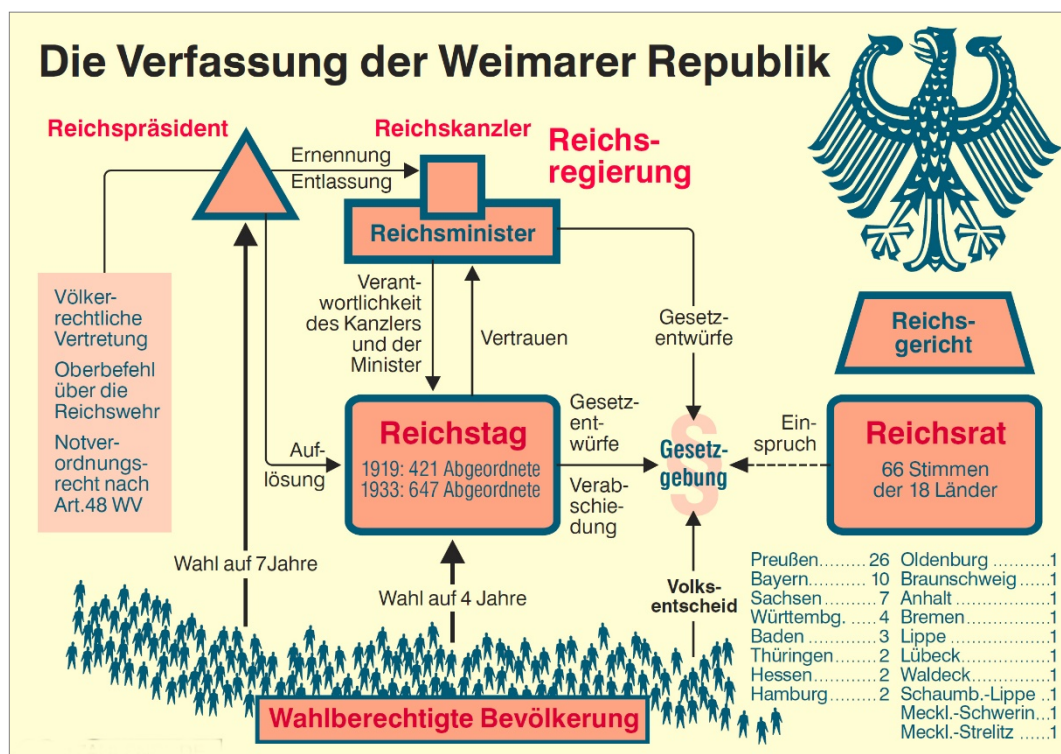 Die Verfassung der Weimarer Republik
Reichspräsident
Reichskanzler
Reichs-
regierung
Ernennung
Entlassung
Reichsminister
Völker-
rechtliche
Vertretung
Oberbefehl
über die
Reichswehr
Notver-
ordnungs-
recht nach
Art.48 WV
Verant-
wortlichkeit
des Kanzlers
und der
Minister
Vertrauen
Gesetz-
entwürfe
Reichs-
gericht
Auf-
lösung
Reichstag
1919: 421 Abgeordnete
1933: 647 Abgeordnete
Gesetz-
ent-
würfe
Verab-
schie-
dung
§
Gesetz-
gebung
Ein-
spruch
Reichsrat
66 Stimmen
der 18 Länder
Wahl auf 7Jahre
Wahl auf 4 Jahre
Volks-
entscheid
Preußen......... 26
Bayern........... 10
Sachsen ........ 7
Württembg. ... 4
Baden ........... 3
Thüringen ..... 2
Hessen ......... 2
Hamburg ...... 2
Oldenburg ...........1
Braunschweig ....1
Anhalt .................1
Bremen ..............1
Lippe ..................1
Lübeck ...............1
Waldeck .............1
Schaumb.-Lippe .1
Meckl.-Schwerin...1
Meckl.-Strelitz .....1
Wahlberechtigte Bevölkerung